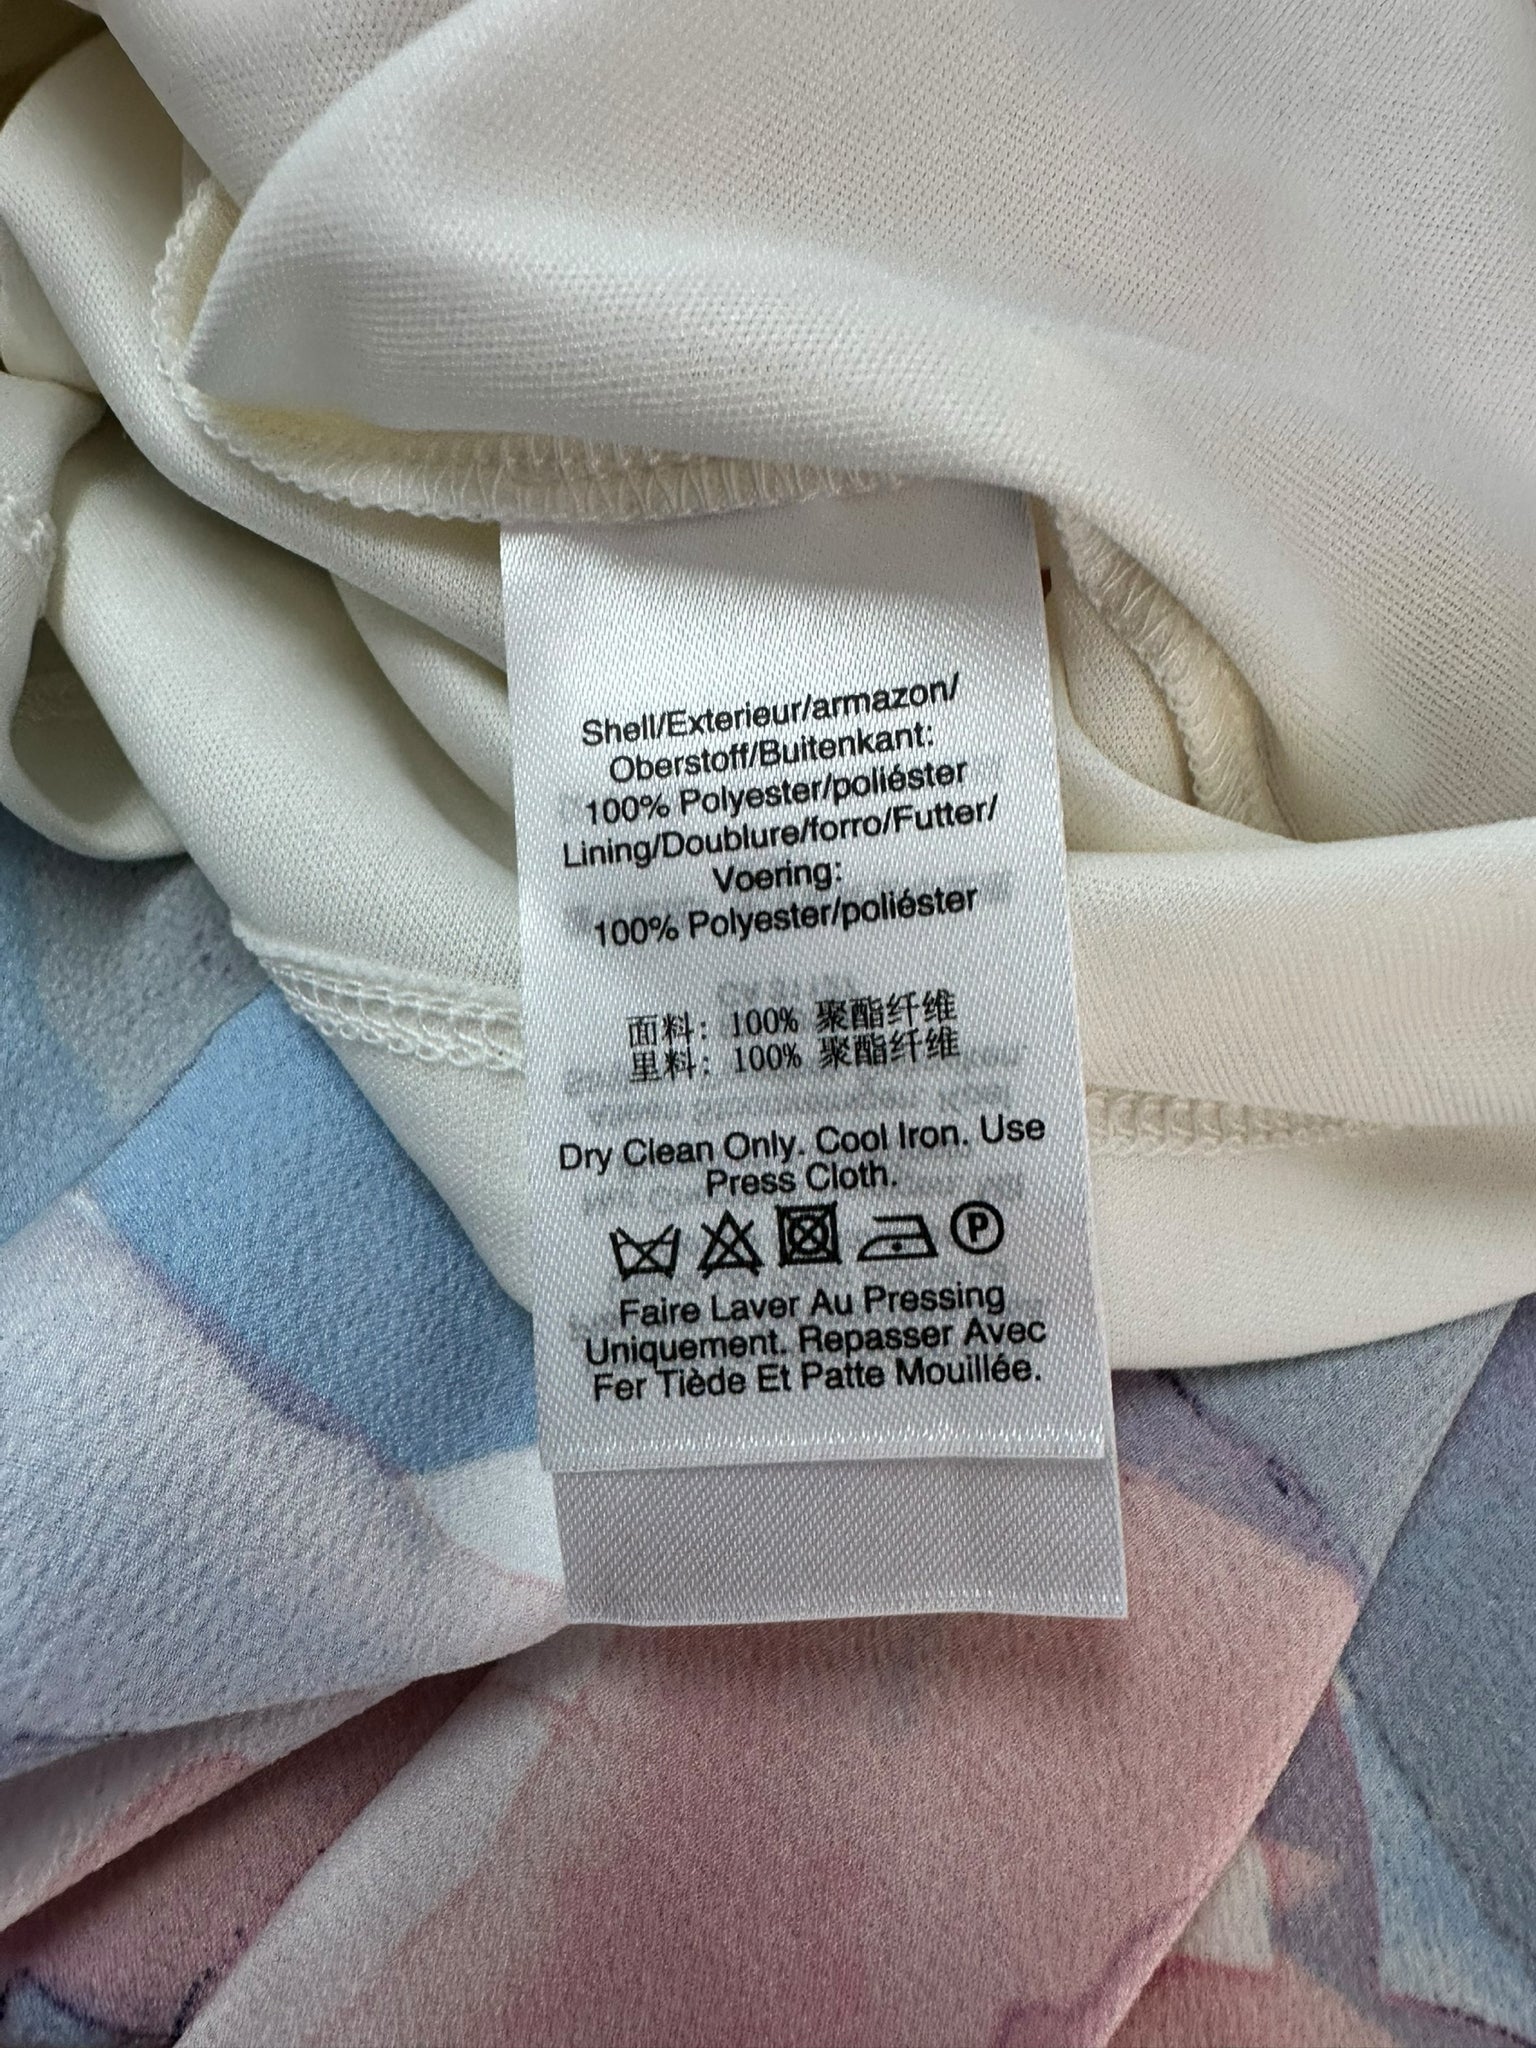 Shell/Exterieur/armazon/
Oberstoff/Buitenkant:
100% Polyester/poliéster
Lining/Doublure/forro/Futter/
Voering:
100% Polyester/poliéster
面料: 100% 聚酯纤维
里料: 100% 聚酯纤维
Dry Clean Only. Cool Iron. Use
Press Cloth.
P
Faire Laver Au Pressing
Uniquement. Repasser Avec
Fer Tiède Et Patte Mouillée.